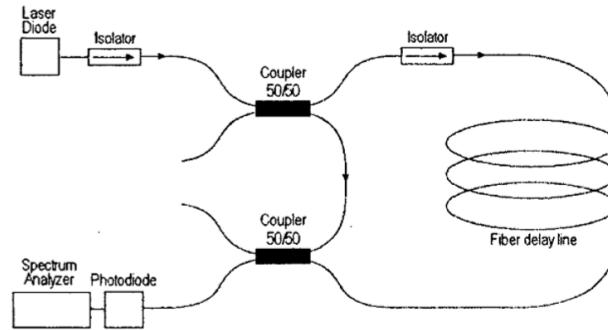 Laser
Diode
Isolator
Isolator
Coupler
50/50
Coupler
50/50
Fiber delay line
Spectrum
Analyzer
Photodiode